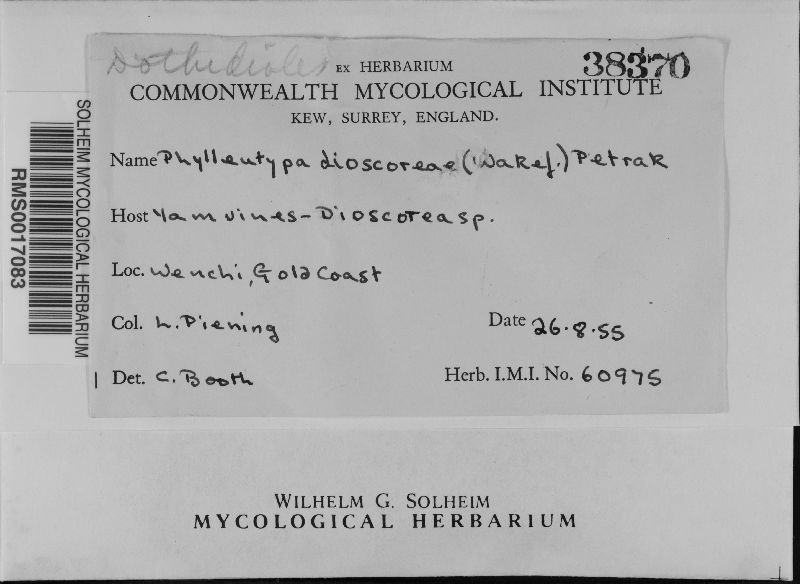 Dothidiales
38370
EX HERBARIUM
COMMONWEALTH MYCOLOGICAL INSTITUTE
KEW, SURREY, ENGLAND.
Name Phylleutypa dioscoreae (Wakef.) Petrak
Host Yam vines - Dioscorea sp.
Loc. Wenchi, Gold Coast
Col. L. Piening
Date 26.8.55
Det. C. Booth
Herb. I.M.I. No. 60975
SOLHEIM MYCOLOGICAL HERBARIUM
RMS0017083
WILHELM G. SOLHEIM
MYCOLOGICAL HERBARIUM